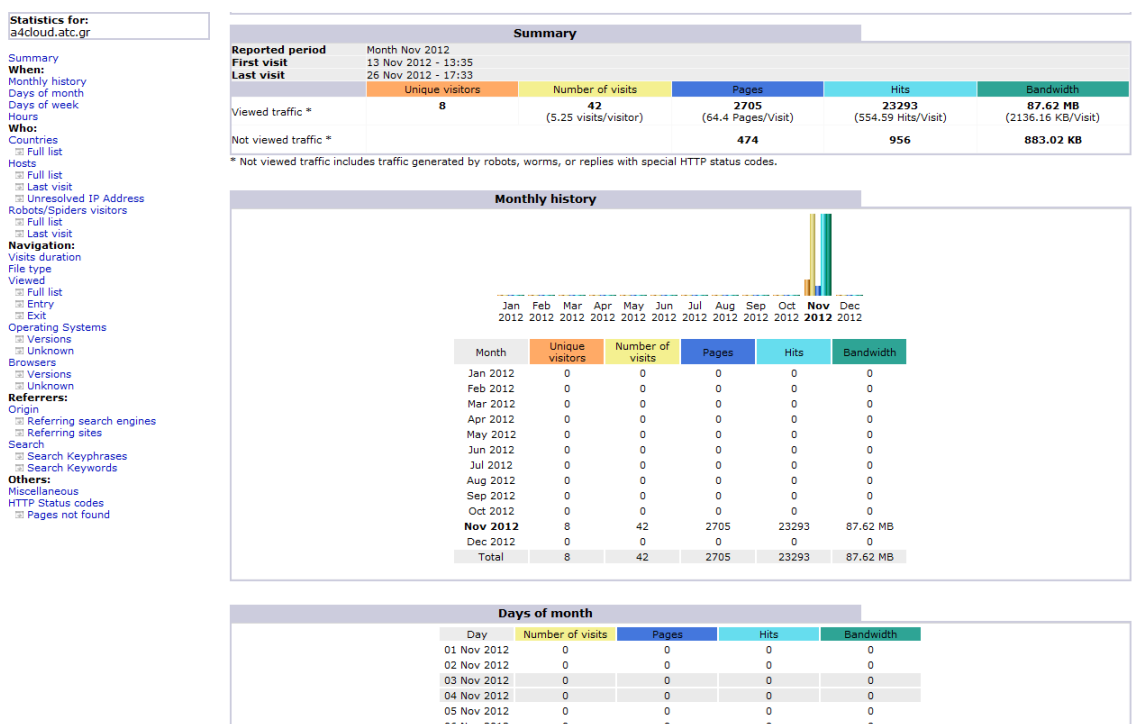 Statistics for:
a4cloud.atc.gr
Summary
When:
Monthly history
Days of month
Days of week
Hours
Who:
Countries
Full list
Hosts
Full list
Last visit
Unresolved IP Address
Robots/Spiders visitors
Full list
Last visit
Navigation:
Visits duration
File type
Viewed
Full list
Entry
Exit
Operating Systems
Versions
Unknown
Browsers
Versions
Unknown
Referrers:
Origin
Referring search engines
Referring sites
Search
Search Keyphrases
Search Keywords
Others:
Miscellaneous
HTTP Status codes
Pages not found
Summary
Reported period Month Nov 2012
First visit 13 Nov 2012 - 13:35
Last visit 26 Nov 2012 - 17:33
Unique visitors Number of visits Pages Hits Bandwidth
Viewed traffic * 8 42 2705 23293 87.62 MB
(5.25 visits/visitor) (64.4 Pages/Visit) (554.59 Hits/Visit) (2136.16 KB/Visit)
Not viewed traffic * 474 956 883.02 KB
* Not viewed traffic includes traffic generated by robots, worms, or replies with special HTTP status codes.
Monthly history
Jan Feb Mar Apr May Jun Jul Aug Sep Oct Nov Dec
2012 2012 2012 2012 2012 2012 2012 2012 2012 2012 2012 2012
Month Unique visitors Number of visits Pages Hits Bandwidth
Jan 2012 0 0 0 0 0
Feb 2012 0 0 0 0 0
Mar 2012 0 0 0 0 0
Apr 2012 0 0 0 0 0
May 2012 0 0 0 0 0
Jun 2012 0 0 0 0 0
Jul 2012 0 0 0 0 0
Aug 2012 0 0 0 0 0
Sep 2012 0 0 0 0 0
Oct 2012 0 0 0 0 0
Nov 2012 8 42 2705 23293 87.62 MB
Dec 2012 0 0 0 0 0
Total 8 42 2705 23293 87.62 MB
Days of month
Day Number of visits Pages Hits Bandwidth
01 Nov 2012 0 0 0 0
02 Nov 2012 0 0 0 0
03 Nov 2012 0 0 0 0
04 Nov 2012 0 0 0 0
05 Nov 2012 0 0 0 0